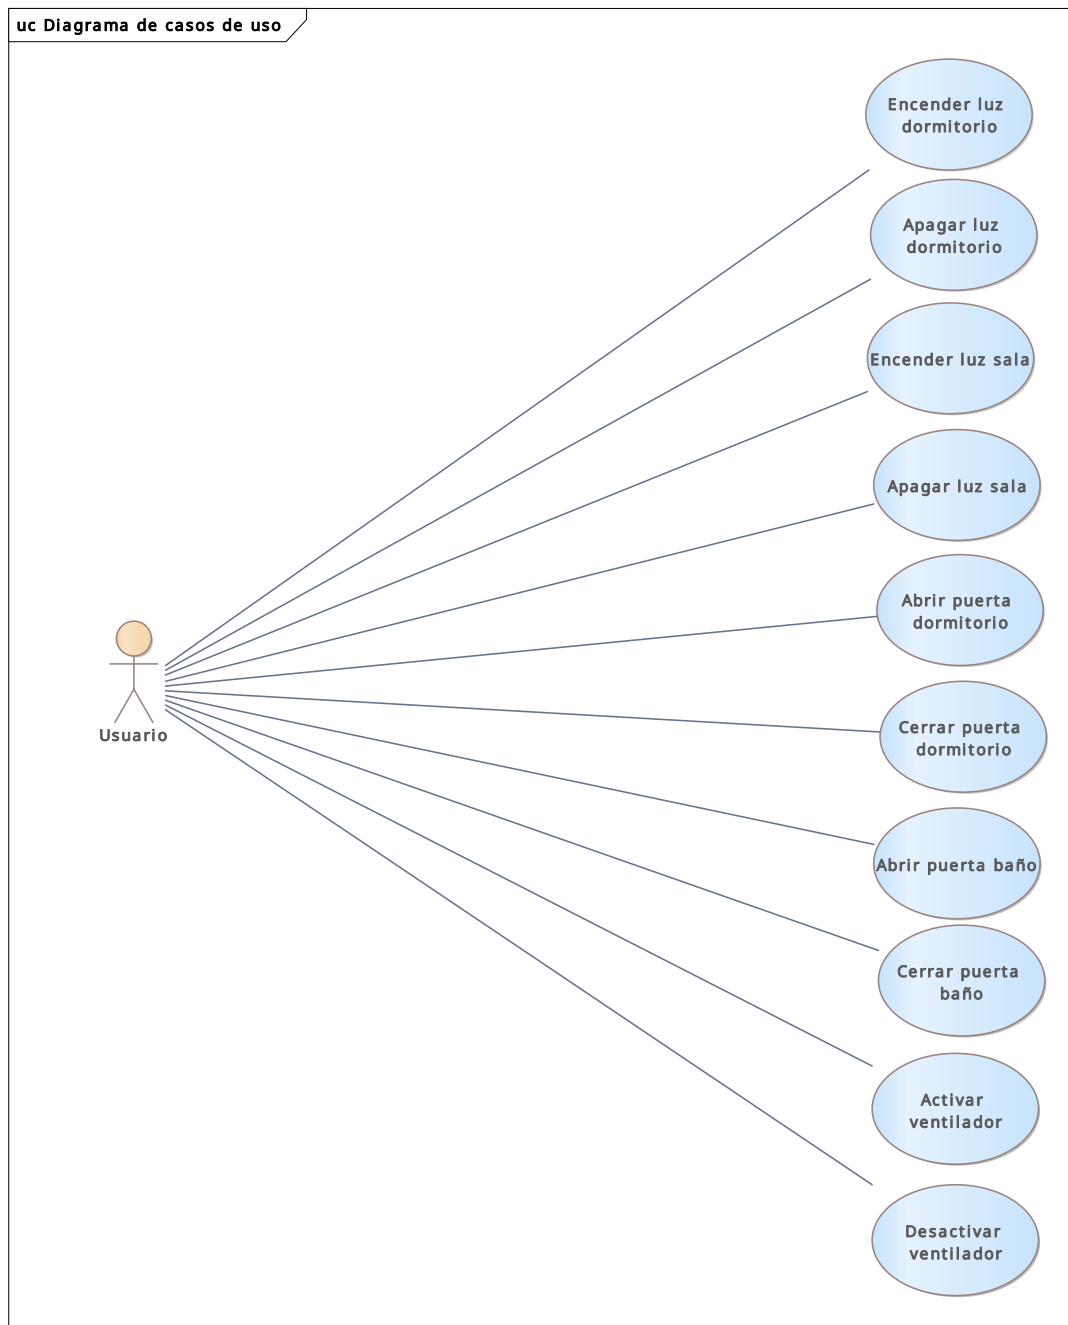 uc Diagrama de casos de uso
Encender luz
dormitorio
Apagar luz
dormitorio
Encender luz sala
Apagar luz sala
Abrir puerta
dormitorio
Usuario
Cerrar puerta
dormitorio
Abrir puerta baño
Cerrar puerta
baño
Activar
ventilador
Desactivar
ventilador